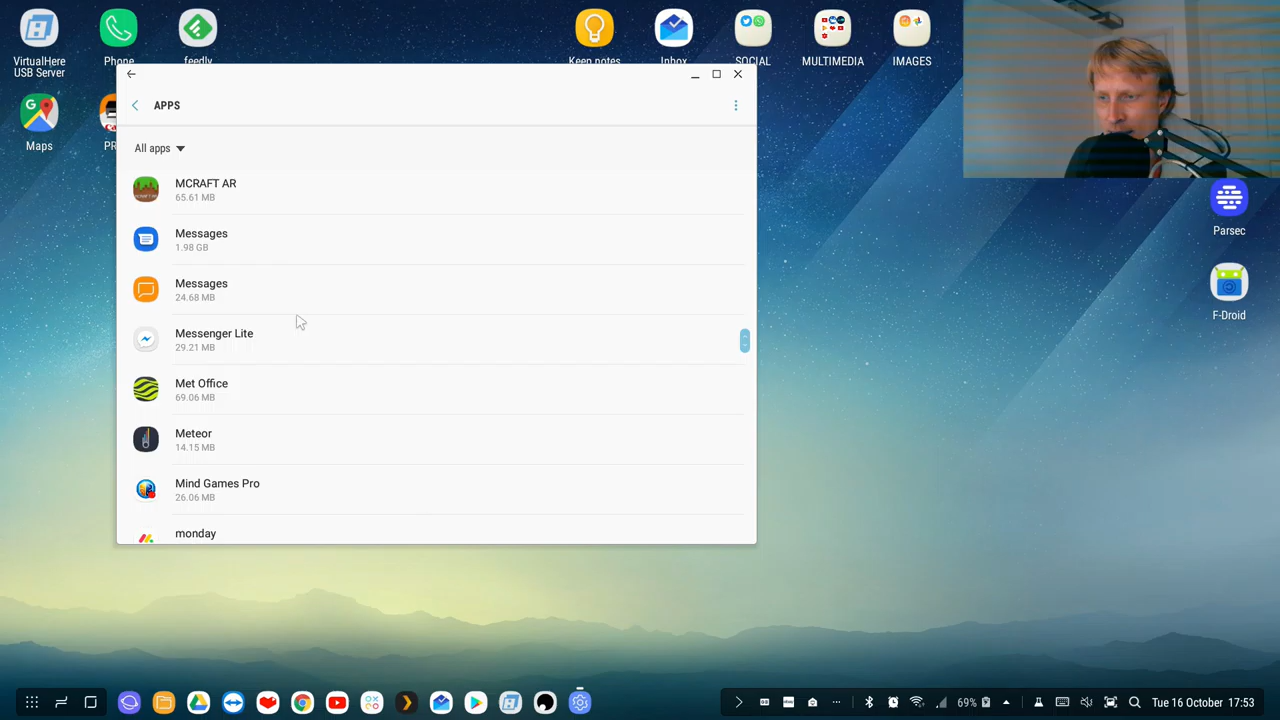 VirtualHere
USB Server
Phone
feedly
Keep notes
Inbox
SOCIAL
MULTIMEDIA
IMAGES
Maps
PR
APPS
All apps
MCRAFT AR
65.61 MB
Messages
1.98 GB
Messages
24.68 MB
Messenger Lite
29.21 MB
Met Office
69.06 MB
Meteor
14.15 MB
Mind Games Pro
26.06 MB
monday
Parsec
F-Droid
69%
Tue 16 October
17:53